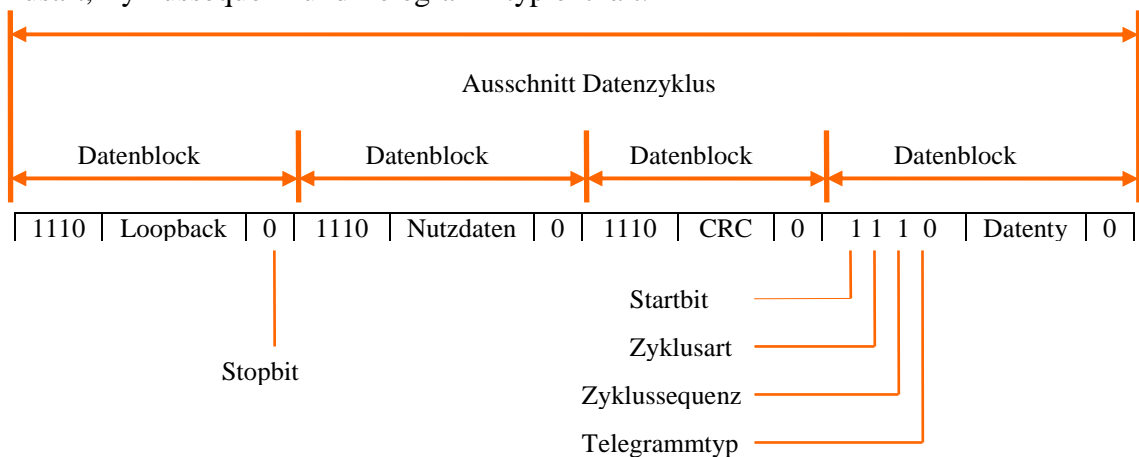 Ausschnitt Datenzyklus
Datenblock Datenblock Datenblock Datenblock
1110 Loopback 0 1110 Nutzdaten 0 1110 CRC 0 1 1 1 0 Datenty 0
Startbit
Zyklusart
Stopbit
Zyklussequenz
Telegrammtyp